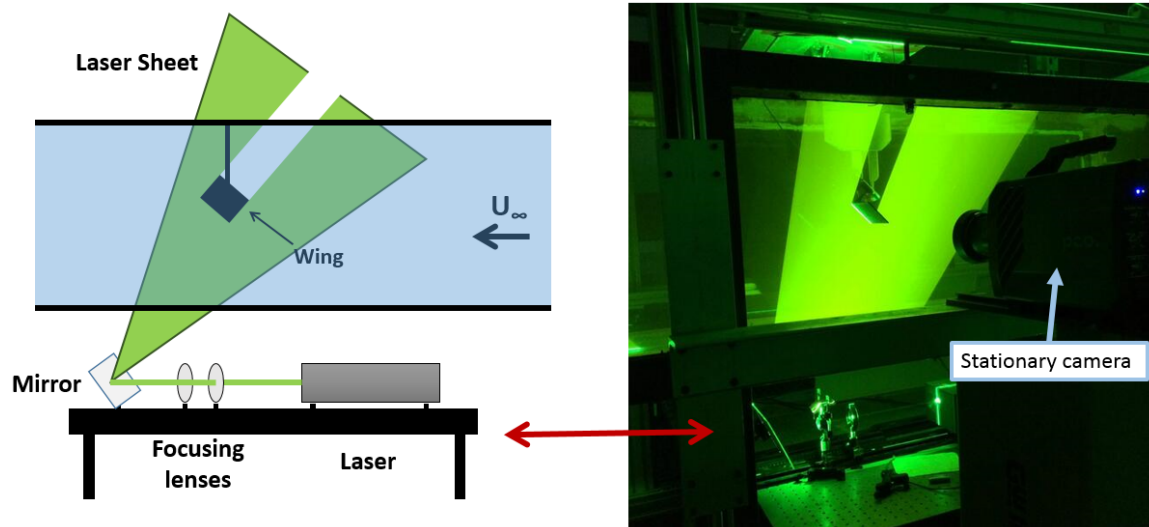 Laser Sheet
U∞
Wing
Mirror
Focusing
lenses
Laser
Stationary camera